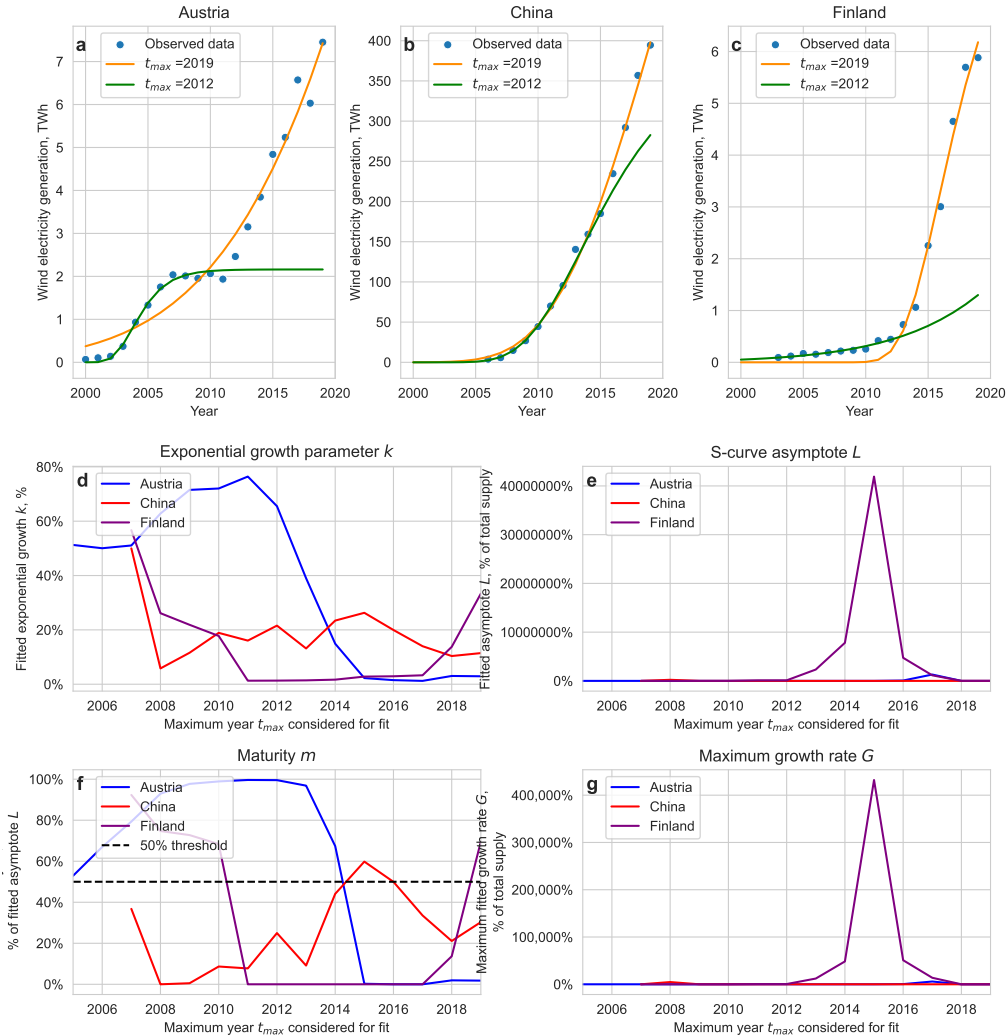 Austria
China
Finland
a
Observed data
t_max =2019
t_max =2012
b
Observed data
t_max =2019
t_max =2012
c
Observed data
t_max =2019
t_max =2012
Wind electricity generation, TWh
7
6
5
4
3
2
1
0
2000 2005 2010 2015 2020
Year
Wind electricity generation, TWh
400
350
300
250
200
150
100
50
0
2000 2005 2010 2015 2020
Year
Wind electricity generation, TWh
6
5
4
3
2
1
0
2000 2005 2010 2015 2020
Year
Exponential growth parameter k
d
Austria
China
Finland
Fitted exponential growth k, %
80%
60%
40%
20%
0%
2006 2008 2010 2012 2014 2016 2018
Maximum year t_max considered for fit
S-curve asymptote L
e
Austria
China
Finland
Fitted asymptote L, % of total supply
40000000%
30000000%
20000000%
10000000%
0%
2006 2008 2010 2012 2014 2016 2018
Maximum year t_max considered for fit
Maturity m
f
Austria
China
Finland
50% threshold
% of fitted asymptote L
100%
80%
60%
40%
20%
0%
2006 2008 2010 2012 2014 2016 2018
Maximum year t_max considered for fit
Maximum growth rate G
g
Austria
China
Finland
Maximum fitted growth rate G,
% of total supply
400,000%
300,000%
200,000%
100,000%
0%
2006 2008 2010 2012 2014 2016 2018
Maximum year t_max considered for fit